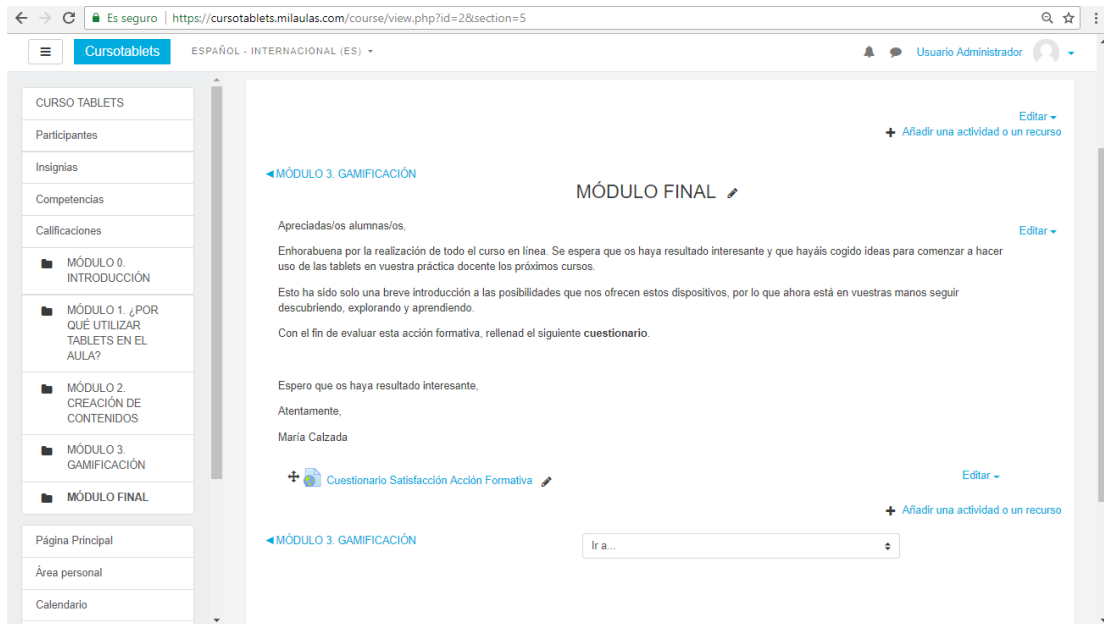 Es seguro | https://cursotablets.milaulas.com/course/view.php?id=2&section=5
Cursotablets
ESPAÑOL - INTERNACIONAL (ES)
Usuario Administrador
CURSO TABLETS
Participantes
Insignias
Competencias
Calificaciones
MÓDULO 0.
INTRODUCCIÓN
MÓDULO 1. ¿POR
QUÉ UTILIZAR
TABLETS EN EL
AULA?
MÓDULO 2.
CREACIÓN DE
CONTENIDOS
MÓDULO 3.
GAMIFICACIÓN
MÓDULO FINAL
Página Principal
Área personal
Calendario
Editar
Añadir una actividad o un recurso
MÓDULO 3. GAMIFICACIÓN
MÓDULO FINAL
Apreciadas/os alumnas/os,
Editar
Enhorabuena por la realización de todo el curso en línea. Se espera que os haya resultado interesante y que hayáis cogido ideas para comenzar a hacer
uso de las tablets en vuestra práctica docente los próximos cursos.
Esto ha sido solo una breve introducción a las posibilidades que nos ofrecen estos dispositivos, por lo que ahora está en vuestras manos seguir
descubriendo, explorando y aprendiendo.
Con el fin de evaluar esta acción formativa, rellenad el siguiente cuestionario.
Espero que os haya resultado interesante,
Atentamente,
María Calzada
Cuestionario Satisfacción Acción Formativa
Editar
Añadir una actividad o un recurso
MÓDULO 3. GAMIFICACIÓN
Ir a...